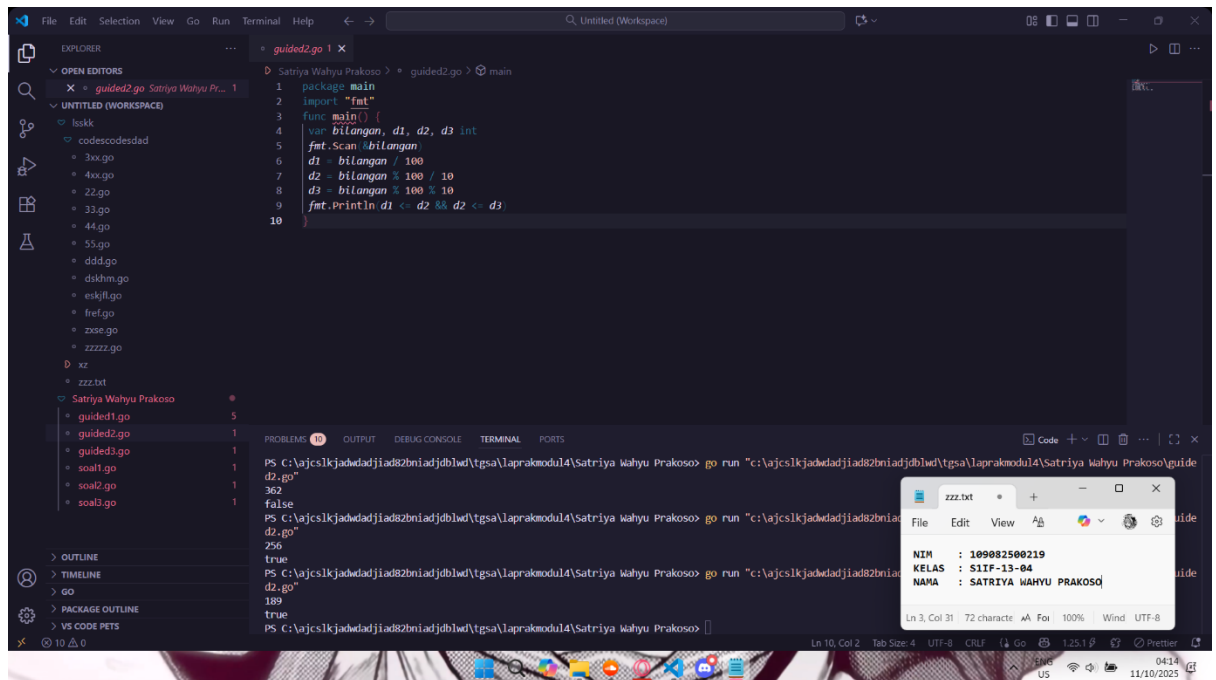 File Edit Selection View Go Run Terminal Help
Untitled (Workspace)
EXPLORER
OPEN EDITORS
guided2.go Satriya Wahyu Pr... 1
UNTITLED (WORKSPACE)
lsskk
codescodesdad
3xx.go
4xx.go
22.go
33.go
44.go
55.go
ddd.go
dskhm.go
eskjfl.go
fref.go
zxse.go
zzzzz.go
xz
zzz.txt
Satriya Wahyu Prakoso
guided1.go 5
guided2.go 1
guided3.go 1
soal1.go 1
soal2.go 1
soal3.go 1
OUTLINE
TIMELINE
GO
PACKAGE OUTLINE
VS CODE PETS
guided2.go 1
Satriya Wahyu Prakoso > guided2.go > main
1 package main
2 import "fmt"
3 func main() {
4 var bilangan, d1, d2, d3 int
5 fmt.Scan(&bilangan)
6 d1 = bilangan / 100
7 d2 = bilangan % 100 / 10
8 d3 = bilangan % 100 % 10
9 fmt.Println(d1 <= d2 && d2 <= d3)
10 }
PROBLEMS 10 OUTPUT DEBUG CONSOLE TERMINAL PORTS
Code
PS C:\ajcslkjadwdadjiad82bniadjdblwd\tgsa\laprakmodul4\Satriya Wahyu Prakoso> go run "c:\ajcslkjadwdadjiad82bniadjdblwd\tgsa\laprakmodul4\Satriya Wahyu Prakoso\guide
d2.go"
362
false
PS C:\ajcslkjadwdadjiad82bniadjdblwd\tgsa\laprakmodul4\Satriya Wahyu Prakoso> go run "c:\ajcslkjadwdadjiad82bnia uide
d2.go"
256
true
PS C:\ajcslkjadwdadjiad82bniadjdblwd\tgsa\laprakmodul4\Satriya Wahyu Prakoso> go run "c:\ajcslkjadwdadjiad82bnia uide
d2.go"
189
true
PS C:\ajcslkjadwdadjiad82bniadjdblwd\tgsa\laprakmodul4\Satriya Wahyu Prakoso>
zzz.txt
File Edit View
NIM : 109082500219
KELAS : S1IF-13-04
NAMA : SATRIYA WAHYU PRAKOSO
Ln 3, Col 31 72 characte For 100% Wind UTF-8
10 0
Ln 10, Col 2 Tab Size: 4 UTF-8 CRLF Go 1.25.1 Prettier
ENG
US
04:14
11/10/2025